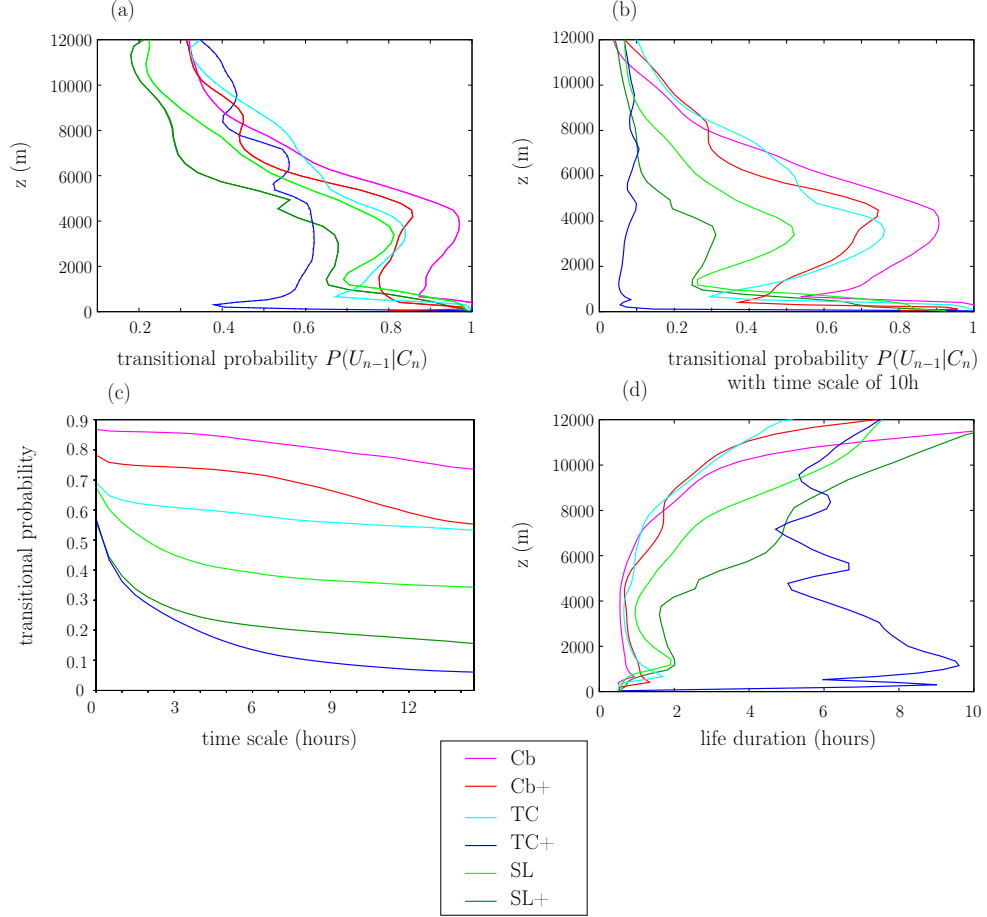 (a)
12000
10000
8000
6000
4000
2000
0
z (m)
0.2
0.4
0.6
0.8
1
transitional probability P(U_{n−1}|C_n)
(b)
12000
10000
8000
6000
4000
2000
0
z (m)
0
0.2
0.4
0.6
0.8
1
transitional probability P(U_{n−1}|C_n)
with time scale of 10h
(c)
0.9
0.8
0.7
0.6
0.5
0.4
0.3
0.2
0.1
0
transitional probability
0
3
6
9
12
time scale (hours)
(d)
12000
10000
8000
6000
4000
2000
0
z (m)
0
2
4
6
8
10
life duration (hours)
Cb
Cb+
TC
TC+
SL
SL+